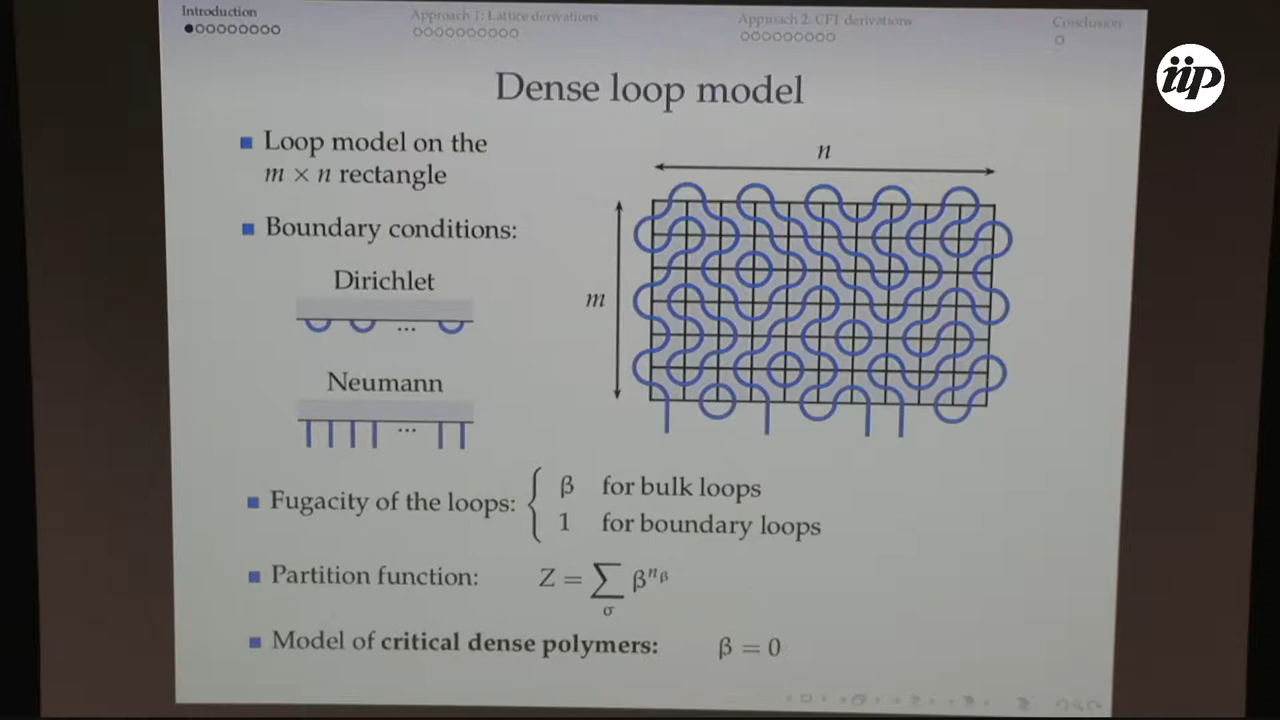 Introduction
Approach 1: Lattice derivations
Approach 2: CFT derivations
Conclusion
iip
Dense loop model
Loop model on the
m × n rectangle
Boundary conditions:
Dirichlet
...
Neumann
...
n
m
Fugacity of the loops: { β for bulk loops
1 for boundary loops
Partition function: Z = ∑ β^{n_β}
σ
Model of critical dense polymers: β = 0